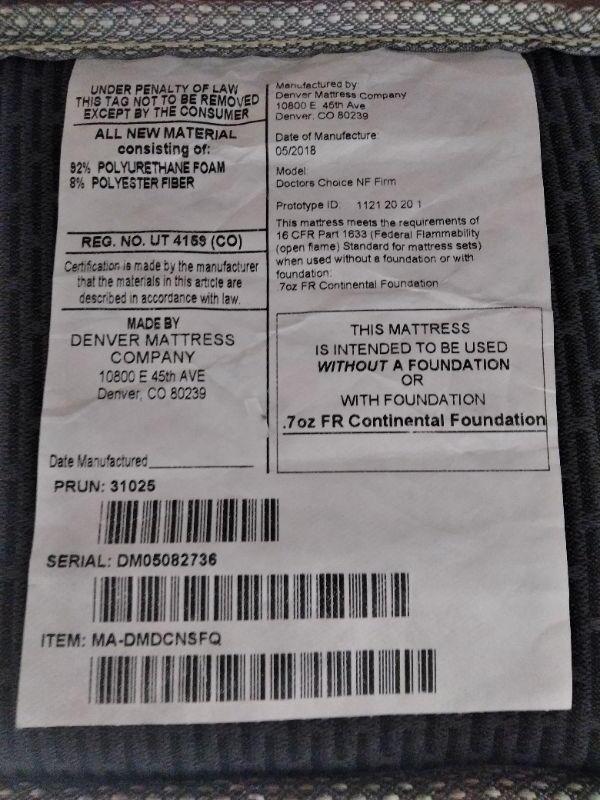 UNDER PENALTY OF LAW
THIS TAG NOT TO BE REMOVED
EXCEPT BY THE CONSUMER
ALL NEW MATERIAL
consisting of:
92% POLYURETHANE FOAM
8% POLYESTER FIBER
REG. NO. UT 4159 (CO)
Certification is made by the manufacturer
that the materials in this article are
described in accordance with law.
MADE BY
DENVER MATTRESS
COMPANY
10800 E 45th AVE
Denver, CO 80239
Date Manufactured
Manufactured by:
Denver Mattress Company
10800 E. 45th Ave
Denver, CO 80239
Date of Manufacture:
05/2018
Model:
Doctors Choice NF Firm
Prototype ID: 1121 20 20 1
This mattress meets the requirements of
16 CFR Part 1633 (Federal Flammability
(open flame) Standard for mattress sets)
when used without a foundation or with
foundation:
7oz FR Continental Foundation
THIS MATTRESS
IS INTENDED TO BE USED
WITHOUT A FOUNDATION
OR
WITH FOUNDATION
.7oz FR Continental Foundation
PRUN: 31025
SERIAL: DM05082736
ITEM: MA-DMDCNSFQ